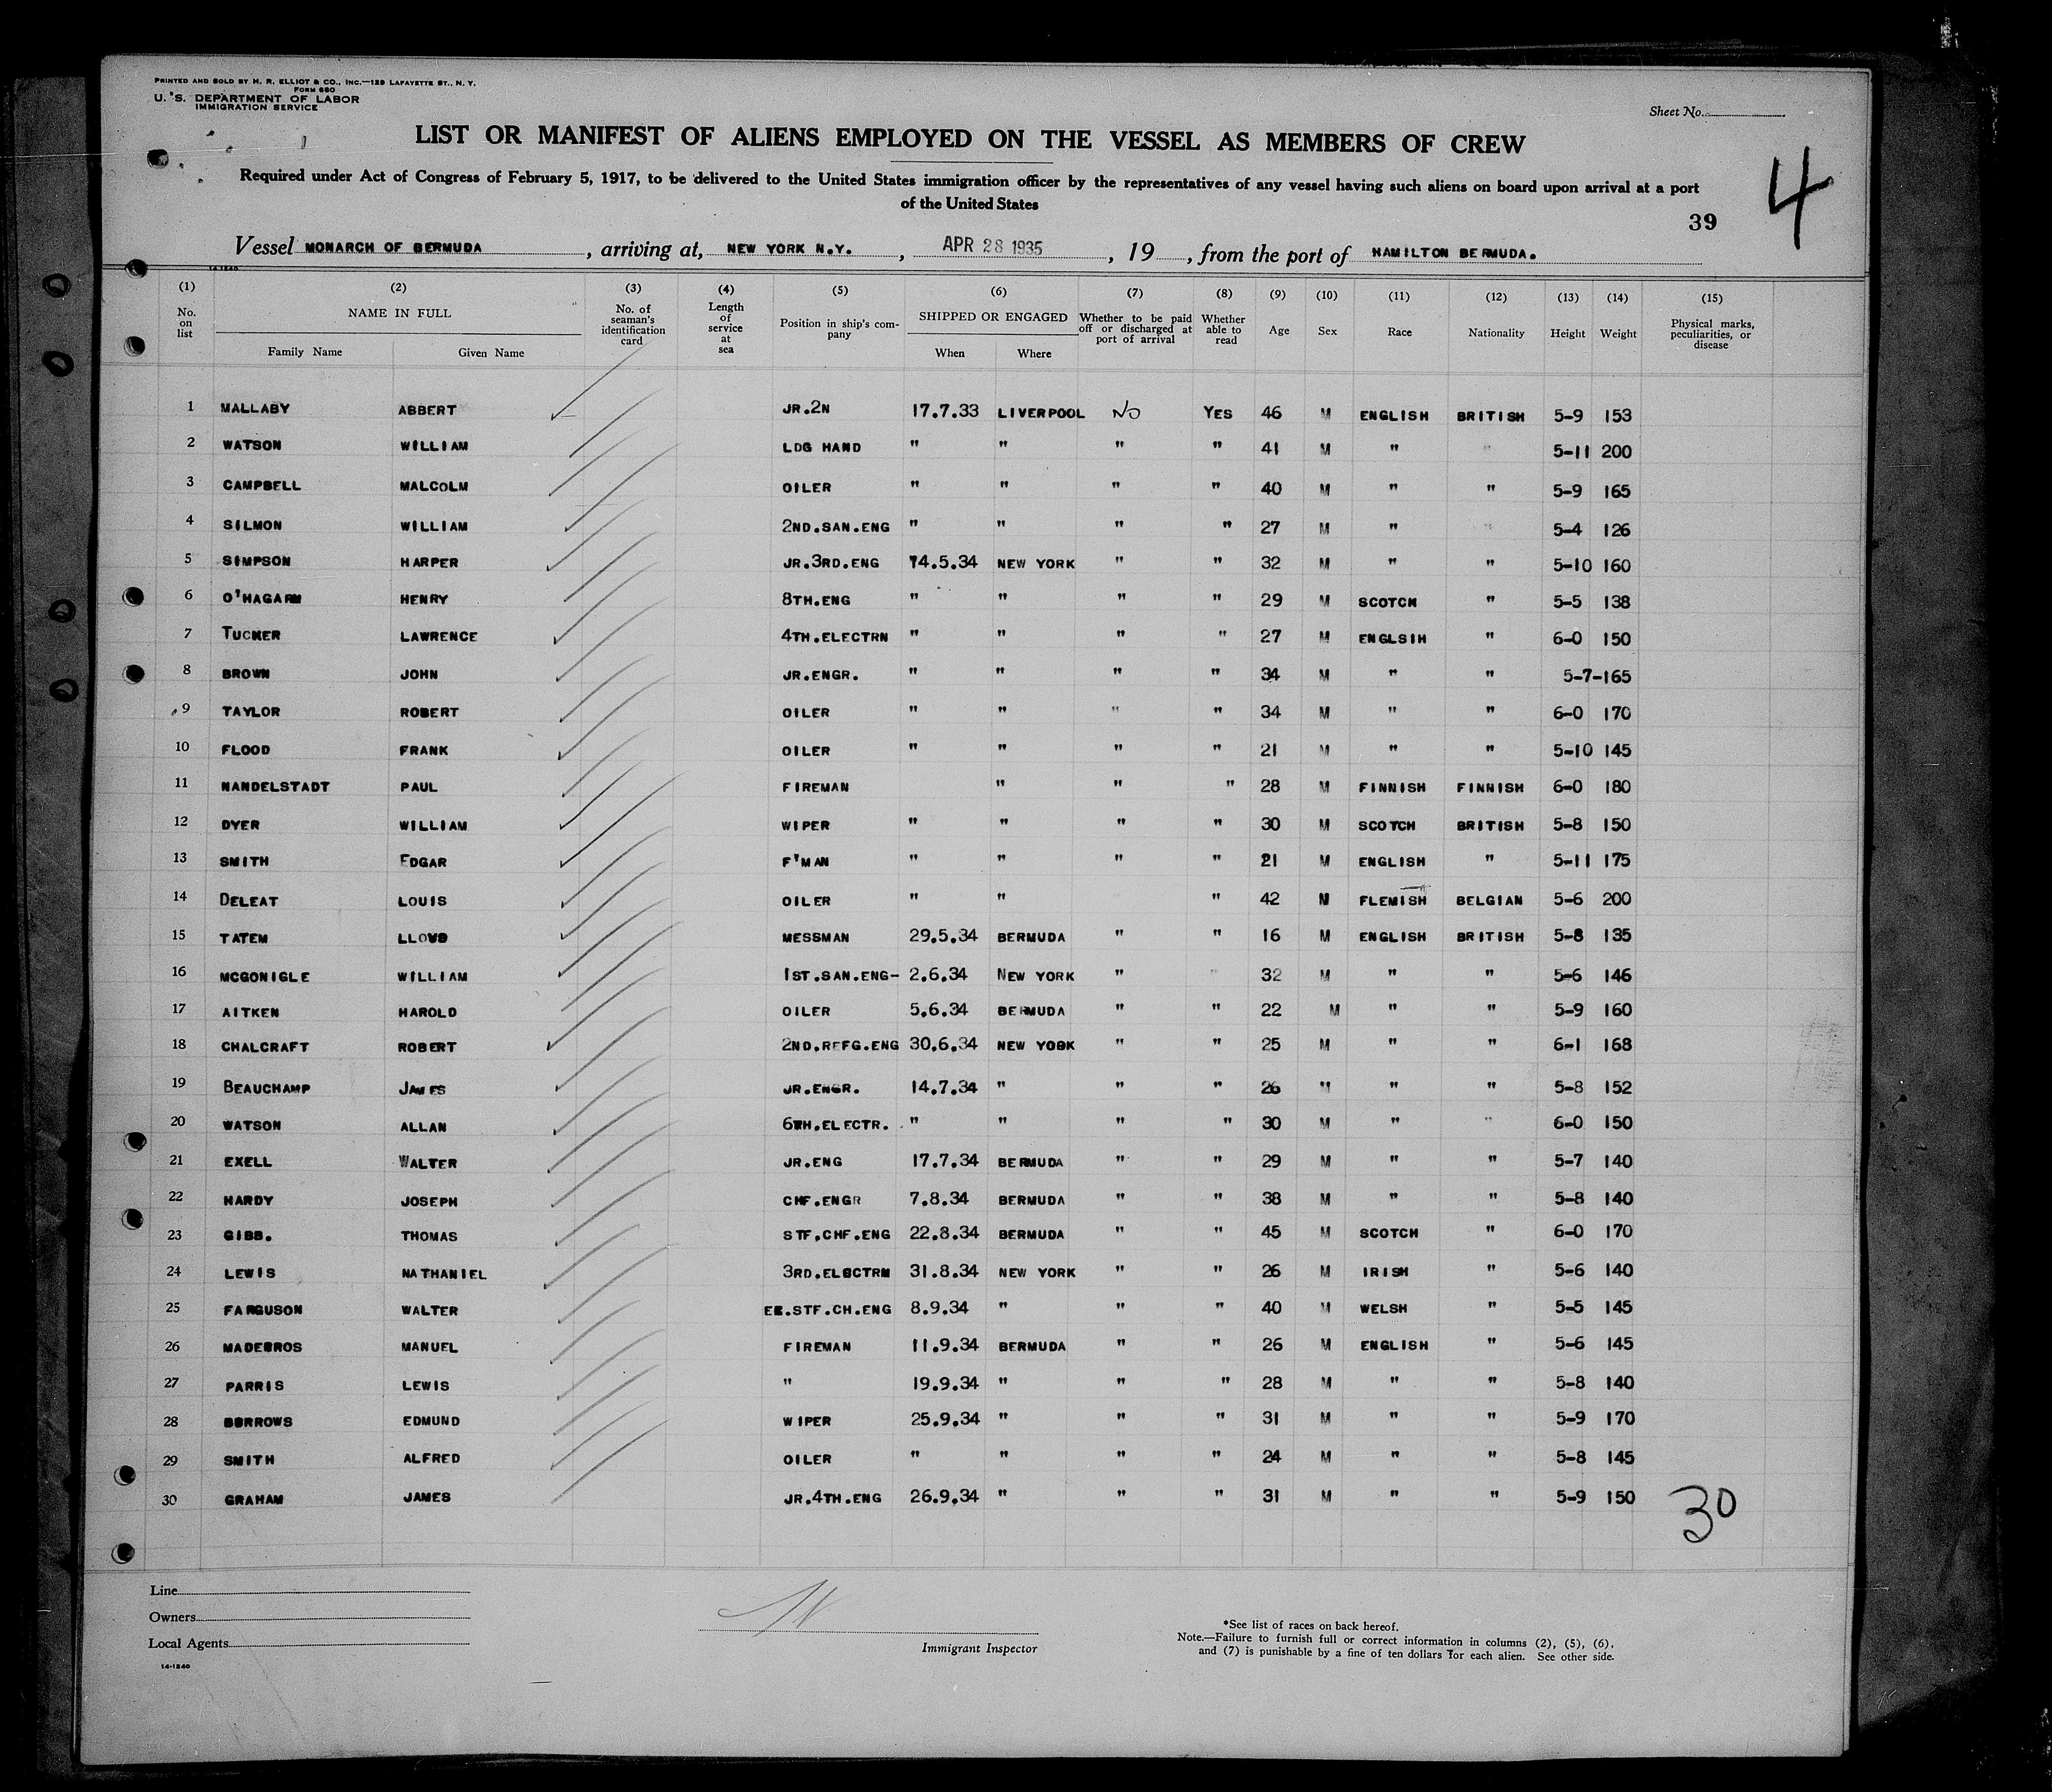 PRINTED AND SOLD BY M. R. ELLIOT & CO., INC.—129 LAFAYETTE ST., N. Y.
FORM 680
U. S. DEPARTMENT OF LABOR
IMMIGRATION SERVICE
Sheet No.
LIST OR MANIFEST OF ALIENS EMPLOYED ON THE VESSEL AS MEMBERS OF CREW
4
Required under Act of Congress of February 5, 1917, to be delivered to the United States immigration officer by the representatives of any vessel having such aliens on board upon arrival at a port
of the United States
39
Vessel MONARCH OF BERMUDA, arriving at, NEW YORK N.Y., APR 28 1935, 19, from the port of HAMILTON BERMUDA.
14-1240
(1) (2) (3) (4) (5) (6) (7) (8) (9) (10) (11) (12) (13) (14) (15)
No. on list NAME IN FULL Family Name Given Name No. of seaman's identification card Length of service at sea Position in ship's company SHIPPED OR ENGAGED When Where Whether to be paid off or discharged at port of arrival Whether able to read Age Sex Race Nationality Height Weight Physical marks, peculiarities, or disease
1 MALLABY ABBERT JR.2N 17.7.33 LIVERPOOL No YES 46 M ENGLISH BRITISH 5-9 153
2 WATSON WILLIAM LDG HAND " " " " 41 M " " 5-11 200
3 CAMPBELL MALCOLM OILER " " " " 40 M " " 5-9 165
4 SILMON WILLIAM 2ND.SAN.ENG " " " " 27 M " " 5-4 126
5 SIMPSON HARPER JR.3RD.ENG 14.5.34 NEW YORK " " 32 M " " 5-10 160
6 O'HAGARN HENRY 8TH.ENG " " " " 29 M SCOTCH " 5-5 138
7 TUCKER LAWRENCE 4TH.ELECTRN " " " " 27 M ENGLSIH " 6-0 150
8 BROWN JOHN JR.ENGR. " " " " 34 M " " 5-7-165
9 TAYLOR ROBERT OILER " " " " 34 M " " 6-0 170
10 FLOOD FRANK OILER " " " " 21 M " " 5-10 145
11 NANDELSTADT PAUL FIREMAN " " " 28 M FINNISH FINNISH 6-0 180
12 DYER WILLIAM WIPER " " " " 30 M SCOTCH BRITISH 5-8 150
13 SMITH EDGAR F'MAN " " " " 21 M ENGLISH " 5-11 175
14 DELEAT LOUIS OILER " " " 42 M FLEMISH BELGIAN 5-6 200
15 TATEM LLOYD MESSMAN 29.5.34 BERMUDA " " 16 M ENGLISH BRITISH 5-8 135
16 MCGONIGLE WILLIAM 1ST.SAN.ENG- 2.6.34 NEW YORK " " 32 M " " 5-6 146
17 AITKEN HAROLD OILER 5.6.34 BERMUDA " " 22 M " " 5-9 160
18 CHALCRAFT ROBERT 2ND.REFG.ENG 30.6.34 NEW YORK " " 25 M " " 6-1 168
19 BEAUCHAMP JAMES JR.ENGR. 14.7.34 " " " 26 " " " 5-8 152
20 WATSON ALLAN 6TH.ELECTR. " " " " 30 M " " 6-0 150
21 EXELL WALTER JR.ENG 17.7.34 BERMUDA " " 29 M " " 5-7 140
22 HARDY JOSEPH CHF.ENGR 7.8.34 BERMUDA " " 38 M " " 5-8 140
23 GIBB. THOMAS STF.CHF.ENG 22.8.34 BERMUDA " " 45 M SCOTCH " 6-0 170
24 LEWIS NATHANIEL 3RD.ELECTRN 31.8.34 NEW YORK " " 26 M IRISH " 5-6 140
25 FARGUSON WALTER EX.STF.CH.ENG 8.9.34 " " " 40 M WELSH " 5-5 145
26 MADEBROS MANUEL FIREMAN 11.9.34 BERMUDA " " 26 M ENGLISH " 5-6 145
27 PARRIS LEWIS " 19.9.34 " " " 28 M " " 5-8 140
28 BURROWS EDMUND WIPER 25.9.34 " " " 31 M " " 5-9 170
29 SMITH ALFRED OILER " " " " 24 M " " 5-8 145
30 GRAHAM JAMES JR.4TH.ENG 26.9.34 " " " 31 M " " 5-9 150
30
Line
Owners
Local Agents
14-1240
Immigrant Inspector
*See list of races on back hereof.
Note.—Failure to furnish full or correct information in columns (2), (5), (6),
and (7) is punishable by a fine of ten dollars for each alien. See other side.